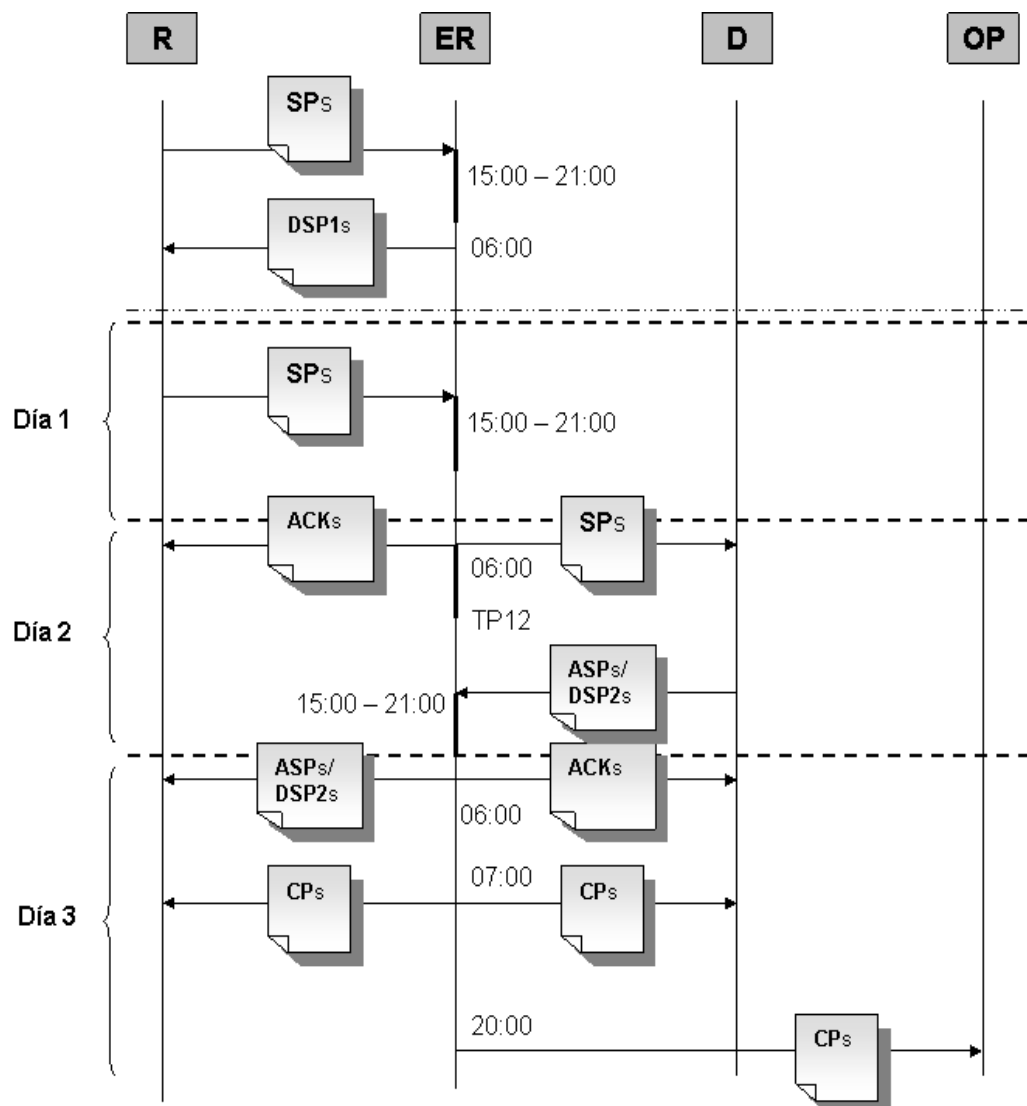 R
ER
D
OP
SPs
15:00 – 21:00
DSP1s
06:00
Día 1
SPs
15:00 – 21:00
ACKs
SPs
06:00
TP12
Día 2
ASPs/
DSP2s
15:00 – 21:00
ASPs/
DSP2s
ACKs
06:00
Día 3
CPs
07:00
CPs
20:00
CPs